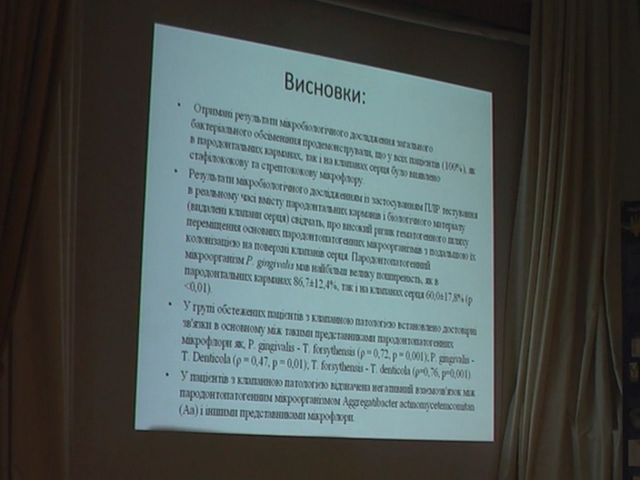 Висновки:
• Отримані результати мікробіологічного дослідження загального
бактеріального обсіменіння продемонстрували, що у всіх пацієнтів (100%), як
в пародонтальних карманах, так і на клапанах серця було виявлено
стафілококову та стрептококову мікрофлору.
• Результати мікробіологічного дослідженням із застосуванням ПЛР тестування
в реальному часі вмісту пародонтальних карманів і біологічного матеріалу
(видалені клапани серця) свідчать, про високий ризик гематогенного шляху
переміщення основних пародонтопатогенних мікроорганізмів з подальшою їх
колонізацією на поверхні клапанів серця. Пародонтопатогенний
мікроорганізм P. gingivalis мав найбільш велику поширеність, як в
пародонтальних карманах 86,7±12,4%, так і на клапанах серця 60,0±17,8% (p
<0,01).
• У групі обстежених пацієнтів з клапанною патологією встановлено достовірні
зв'язки в основному між такими представниками пародонтопатогенних
мікрофлори як, P. gingivalis - T. forsythensis (ρ = 0,72, p = 0,001), P. gingivalis -
T. Denticola (ρ = 0,47, p = 0,01), T. forsythensis - T. denticola (ρ=0,76, p=0,001)
• У пацієнтів з клапанною патологією відзначена негативний взаємозв'язок між
пародонтопатогенним мікроорганізмом Aggregatibacter actinomycetemcomitan
(Aa) і іншими представниками мікрофлори.